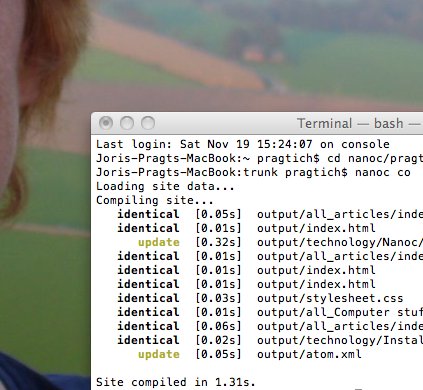 Terminal — bash —
Last login: Sat Nov 19 15:24:07 on console
Joris-Pragts-MacBook:~ pragtich$ cd nanoc/pragt
Joris-Pragts-MacBook:trunk pragtich$ nanoc co
Loading site data...
Compiling site...
identical [0.05s] output/all_articles/inde
identical [0.01s] output/index.html
update [0.32s] output/technology/Nanoc/
identical [0.01s] output/all_articles/inde
identical [0.01s] output/index.html
identical [0.01s] output/index.html
identical [0.03s] output/stylesheet.css
identical [0.01s] output/all_Computer stuf
identical [0.06s] output/all_articles/inde
identical [0.02s] output/technology/Instal
update [0.05s] output/atom.xml
Site compiled in 1.31s.